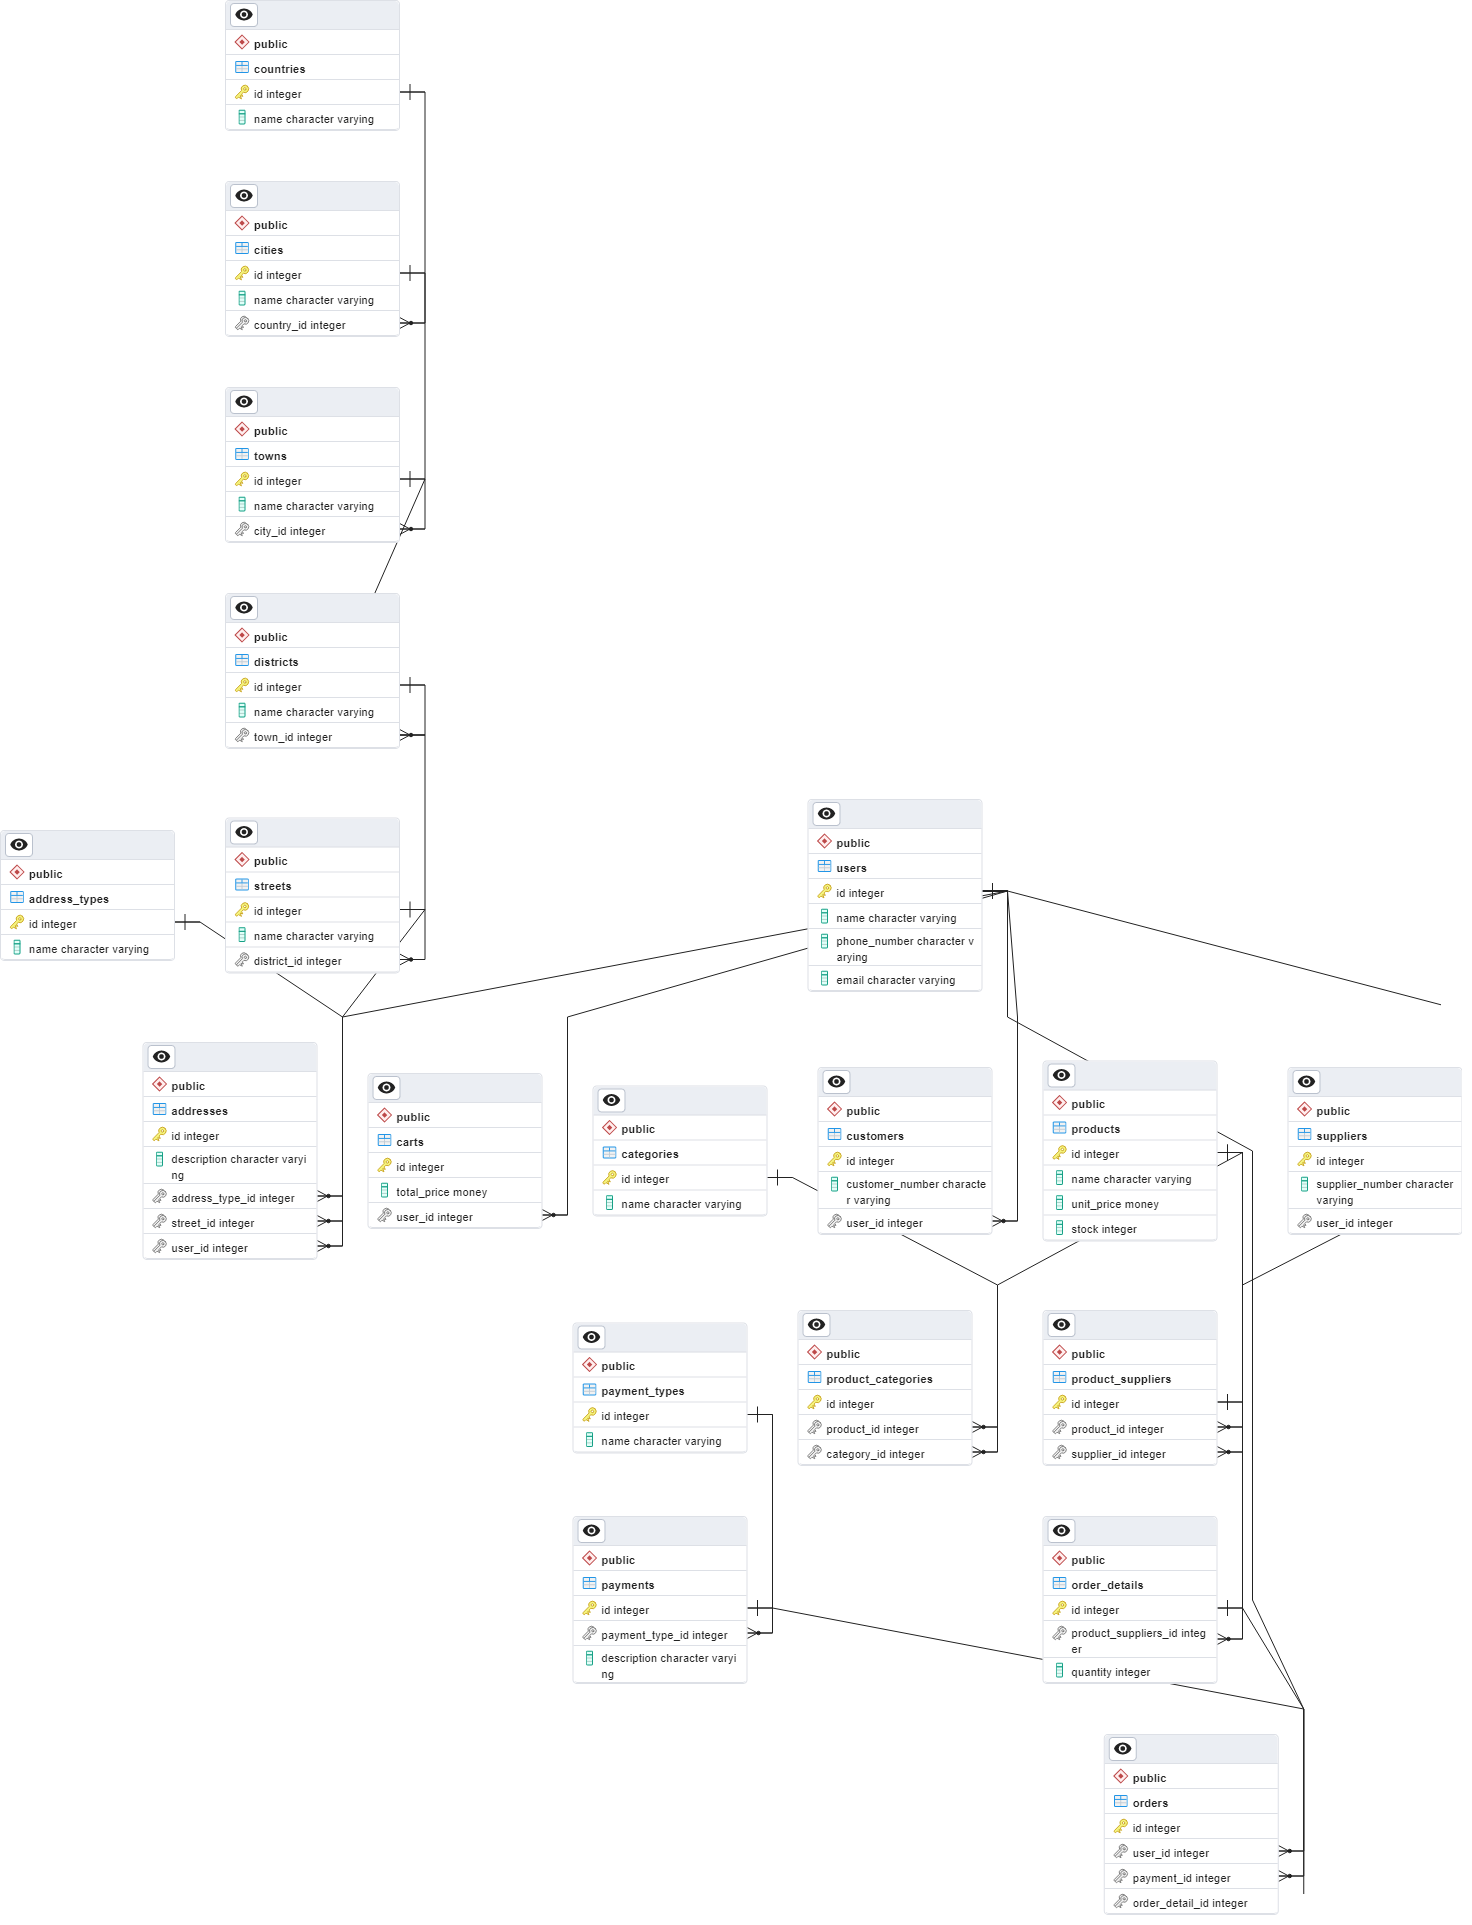 public
countries
id integer
name character varying
public
cities
id integer
name character varying
country_id integer
public
towns
id integer
name character varying
city_id integer
public
districts
id integer
name character varying
town_id integer
public
address_types
id integer
name character varying
public
streets
id integer
name character varying
district_id integer
public
users
id integer
name character varying
phone_number character v
arying
email character varying
public
addresses
id integer
description character varyi
ng
address_type_id integer
street_id integer
user_id integer
public
carts
id integer
total_price money
user_id integer
public
categories
id integer
name character varying
public
customers
id integer
customer_number characte
r varying
user_id integer
public
products
id integer
name character varying
unit_price money
stock integer
public
suppliers
id integer
supplier_number character
varying
user_id integer
public
payment_types
id integer
name character varying
public
product_categories
id integer
product_id integer
category_id integer
public
product_suppliers
id integer
product_id integer
supplier_id integer
public
payments
id integer
payment_type_id integer
description character varyi
ng
public
order_details
id integer
product_suppliers_id integ
er
quantity integer
public
orders
id integer
user_id integer
payment_id integer
order_detail_id integer